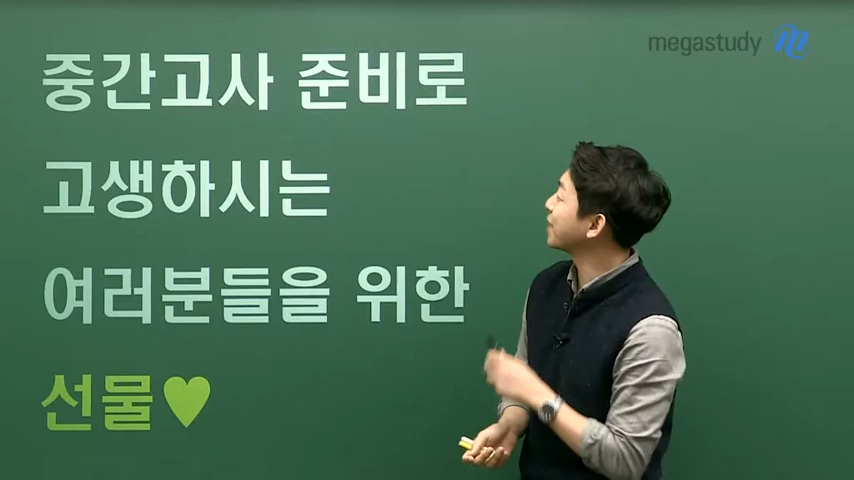 megastudy
중간고사 준비로
고생하시는
여러분들을 위한
선물♥